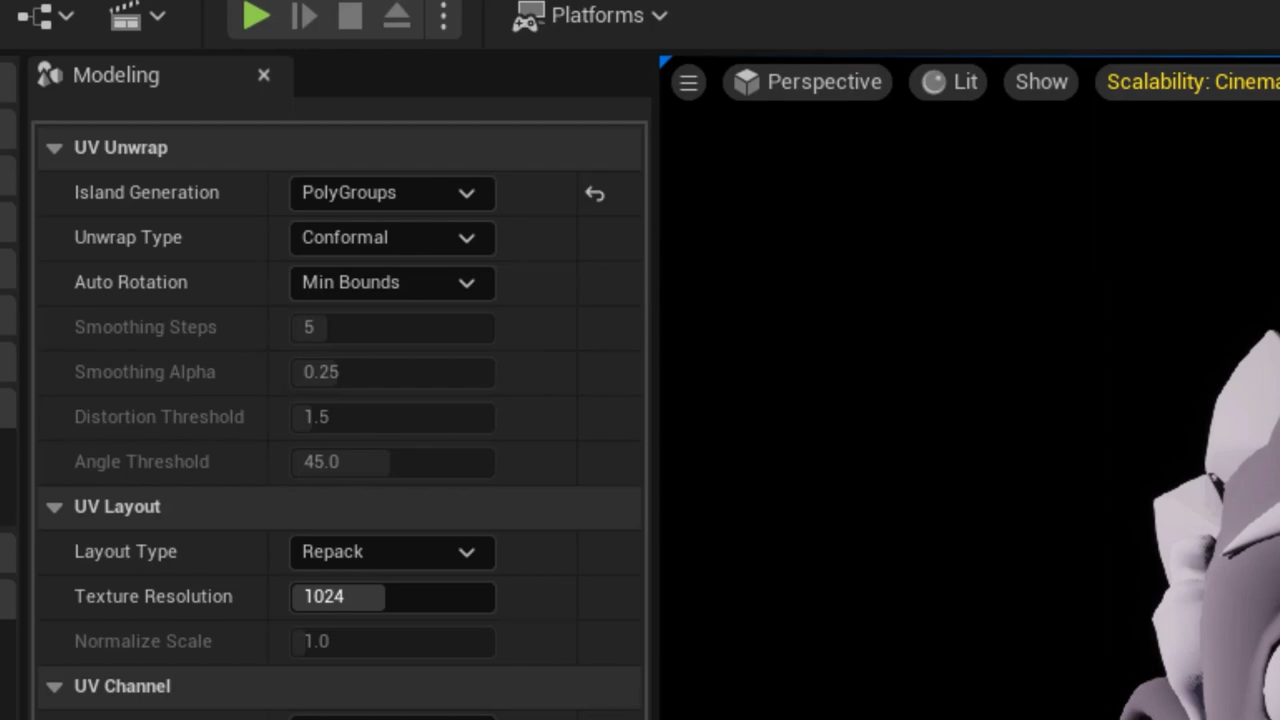 Platforms
Modeling
Perspective
Lit
Show
Scalability: Cinema
UV Unwrap
Island Generation
PolyGroups
Unwrap Type
Conformal
Auto Rotation
Min Bounds
Smoothing Steps
5
Smoothing Alpha
0.25
Distortion Threshold
1.5
Angle Threshold
45.0
UV Layout
Layout Type
Repack
Texture Resolution
1024
Normalize Scale
1.0
UV Channel